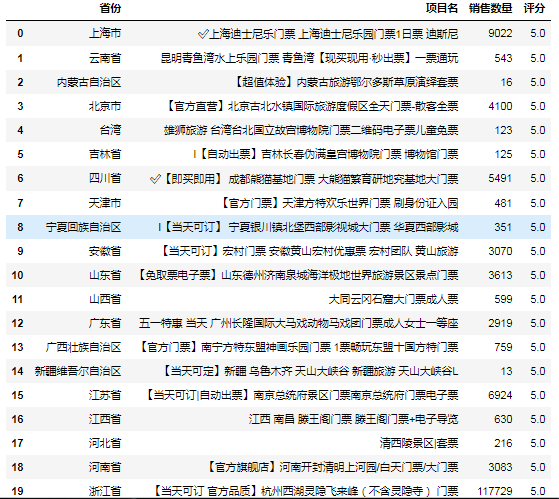 省份 项目名 销售数量 评分
0 上海市 ✅上海迪士尼乐门票 上海迪士尼乐园门票1日票 迪斯尼 9022 5.0
1 云南省 昆明青鱼湾水上乐园门票 青鱼湾【现买现用·秒出票】一票通玩 543 5.0
2 内蒙古自治区 【超值体验】内蒙古旅游鄂尔多斯草原演绎套票 16 5.0
3 北京市 【官方直营】北京古北水镇国际旅游度假区全天门票-散客全票 4100 5.0
4 台湾 雄狮旅游 台湾台北国立故宫博物院门票二维码电子票儿童免票 123 5.0
5 吉林省 I【自动出票】吉林长春伪满皇宫博物院门票 博物馆门票 125 5.0
6 四川省 ✅【即买即用】 成都熊猫基地门票 大熊猫繁育研地究基地大门票 5491 5.0
7 天津市 【官方门票】天津方特欢乐世界门票 刷身份证入园 481 5.0
8 宁夏回族自治区 I【当天可订】 宁夏银川镇北堡西部影视城大门票 华夏西部影城 351 5.0
9 安徽省 【当天可订】宏村门票 安徽黄山宏村优惠票 宏村团队 黄山旅游 3070 5.0
10 山东省 【免取票电子票】山东德州济南泉城海洋极地世界旅游景区景点门票 3613 5.0
11 山西省 大同云冈石窟大门票成人票 599 5.0
12 广东省 五一特惠 当天 广州长隆国际大马戏动物马戏团门票成人女士一等座 2919 5.0
13 广西壮族自治区 【官方门票】南宁方特东盟神画乐园门票 1票畅玩东盟十国方特门票 759 5.0
14 新疆维吾尔自治区 【当天可定】新疆 乌鲁木齐 天山大峡谷 新疆旅游 天山大峡谷L 13 5.0
15 江苏省 【当天可订|自动出票】南京总统府景区门票南京总统府门票电子票 6924 5.0
16 江西省 江西 南昌 滕王阁门票 滕王阁门票+电子导览 630 5.0
17 河北省 清西陵景区|套票 216 5.0
18 河南省 【官方旗舰店】河南开封清明上河园/白天门票/大门票 3083 5.0
19 浙江省 【当天可订 官方品质】杭州西湖灵隐飞来峰（不含灵隐寺） 门票 117729 5.0